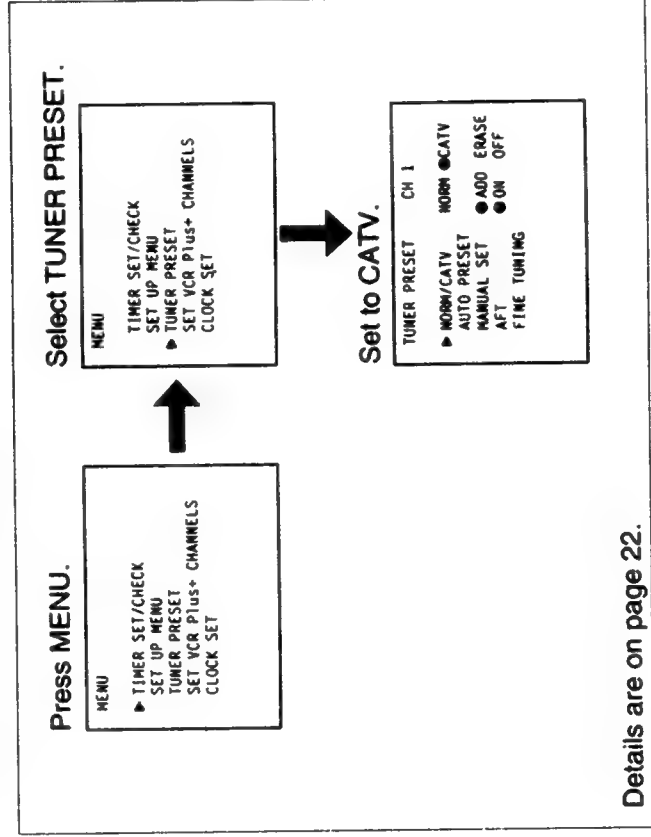 Press MENU.
MENU
▶ TIMER SET/CHECK
SET UP MENU
TUNER PRESET
SET VCR Plus+ CHANNELS
CLOCK SET
Select TUNER PRESET.
MENU
TIMER SET/CHECK
SET UP MENU
▶ TUNER PRESET
SET VCR Plus+ CHANNELS
CLOCK SET
Set to CATV.
TUNER PRESET CH 1
▶ NORM/CATV NORM ●CATV
AUTO PRESET
MANUAL SET ●ADD ERASE
AFT ●ON OFF
FINE TUNING
Details are on page 22.